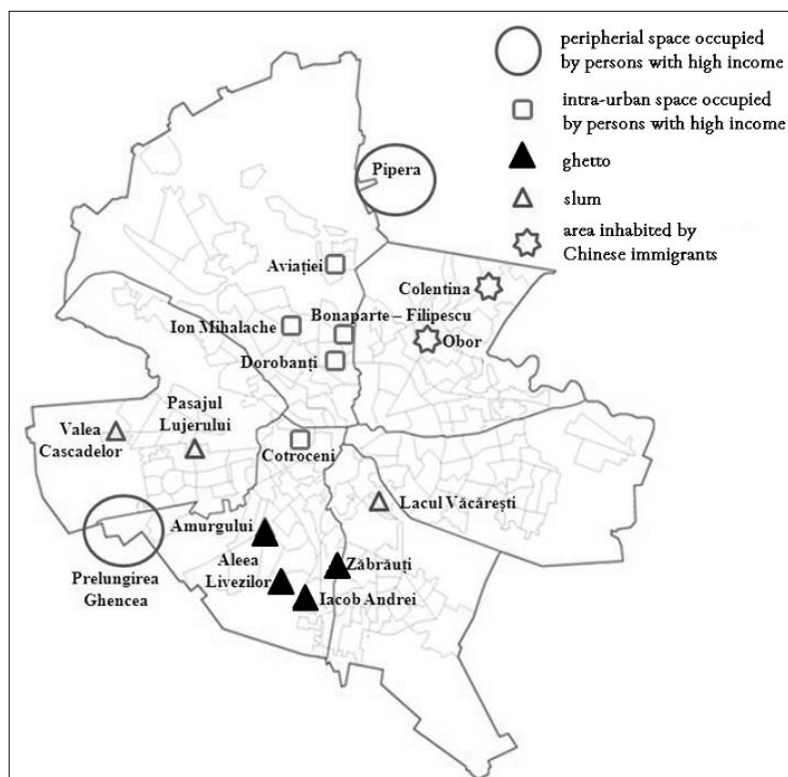 peripherial space occupied
by persons with high income
intra-urban space occupied
by persons with high income
ghetto
slum
area inhabited by
Chinese immigrants
Pipera
Aviației
Colentina
Bonaparte – Filipescu
Ion Mihalache
Obor
Dorobanți
Pasajul
Lujerului
Valea
Cascadelor
Cotroceni
Lacul Văcărești
Amurgului
Aleea
Livezilor
Zăbrăuți
Iacob Andrei
Prelungirea
Ghencea